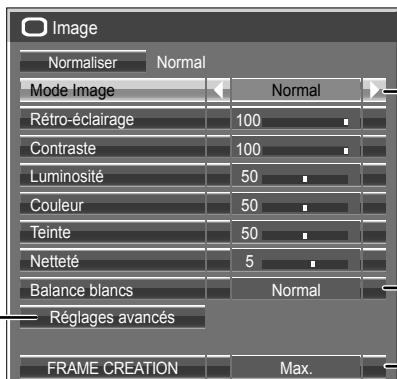 Image
Normaliser Normal
Mode Image Normal
Rétro-éclairage 100
Contraste 100
Luminosité 50
Couleur 50
Teinte 50
Netteté 5
Balance blancs Normal
Réglages avancés
FRAME CREATION Max.